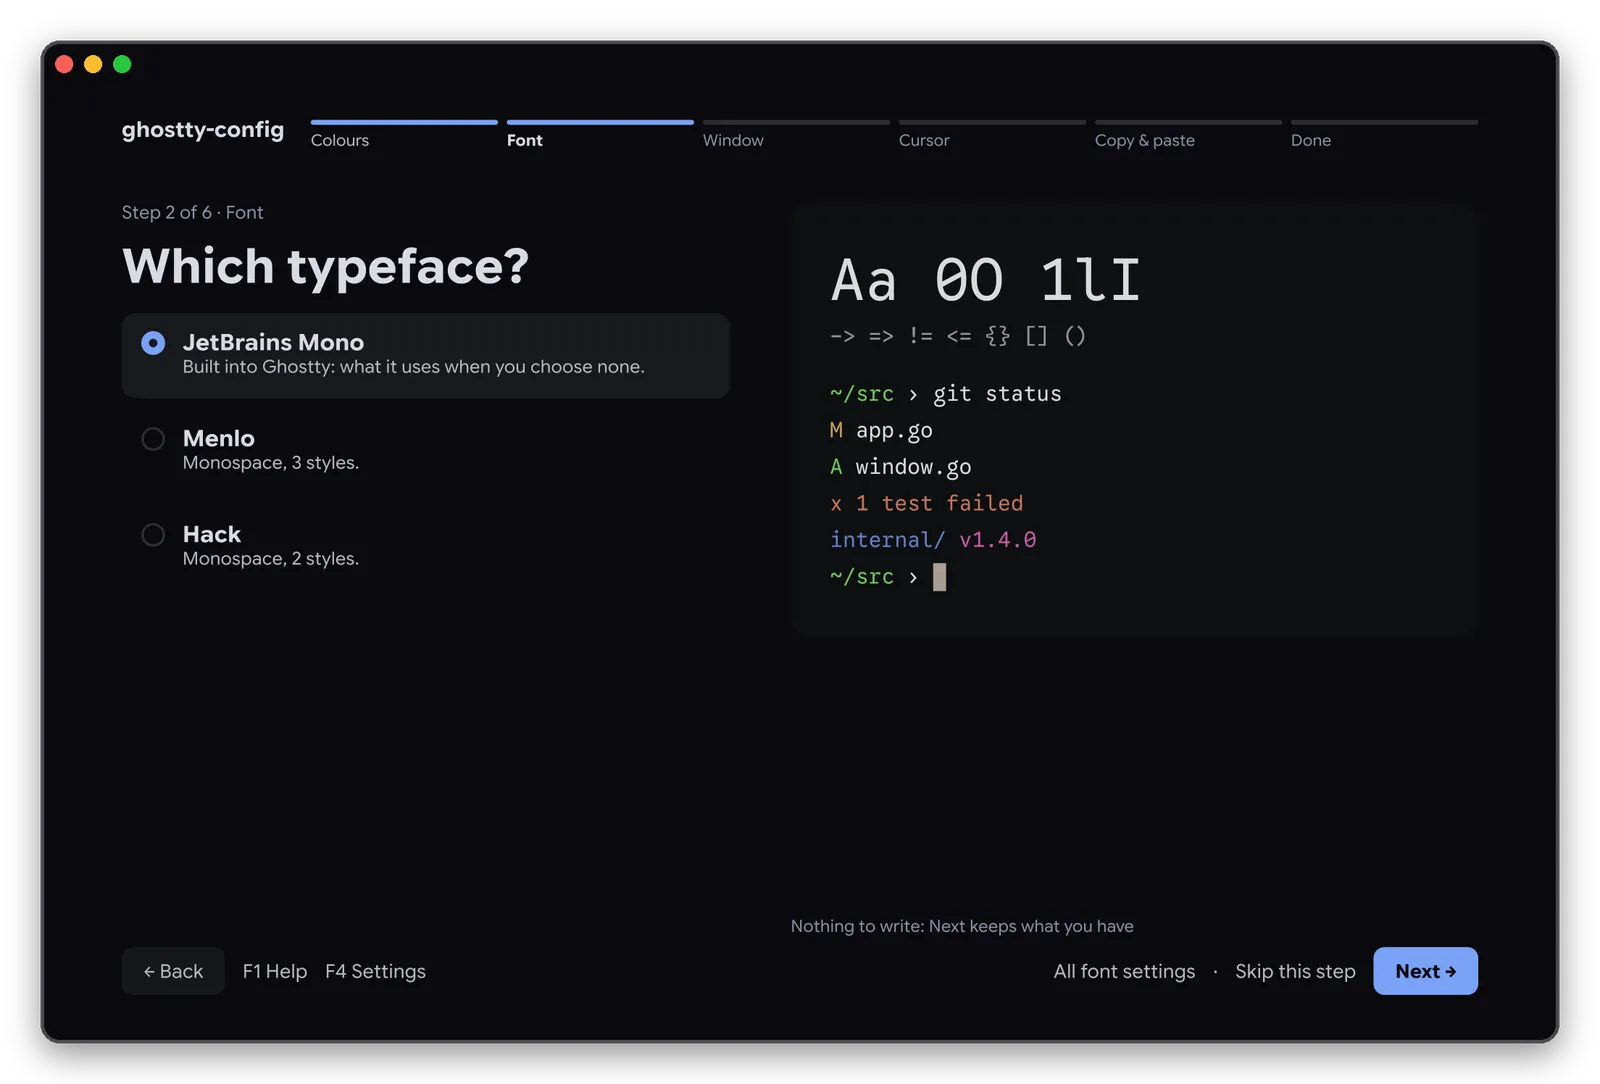 ghostty-config
Colours
Font
Window
Cursor
Copy & paste
Done
Step 2 of 6 · Font
Which typeface?
JetBrains Mono
Built into Ghostty: what it uses when you choose none.
Menlo
Monospace, 3 styles.
Hack
Monospace, 2 styles.
Aa 0O 1lI
-> => != <= {} [] ()
~/src › git status
M app.go
A window.go
x 1 test failed
internal/ v1.4.0
~/src ›
Nothing to write: Next keeps what you have
← Back
F1 Help
F4 Settings
All font settings · Skip this step
Next →